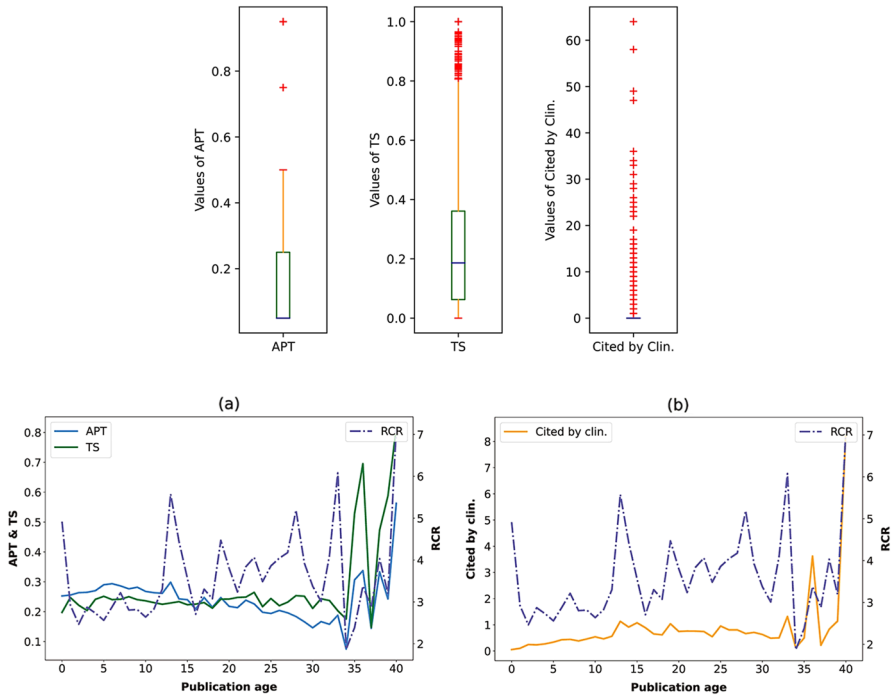 Values of APT
0.8
0.6
0.4
0.2
APT
Values of TS
1.0
0.8
0.6
0.4
0.2
0.0
TS
Values of Cited by Clin.
60
50
40
30
20
10
0
Cited by Clin.
(a)
APT
TS
RCR
APT & TS
0.8
0.7
0.6
0.5
0.4
0.3
0.2
0.1
7
6
5
4
3
2
RCR
0 5 10 15 20 25 30 35 40
Publication age
(b)
Cited by clin.
RCR
Cited by clin.
8
7
6
5
4
3
2
1
0
7
6
5
4
3
2
RCR
0 5 10 15 20 25 30 35 40
Publication age